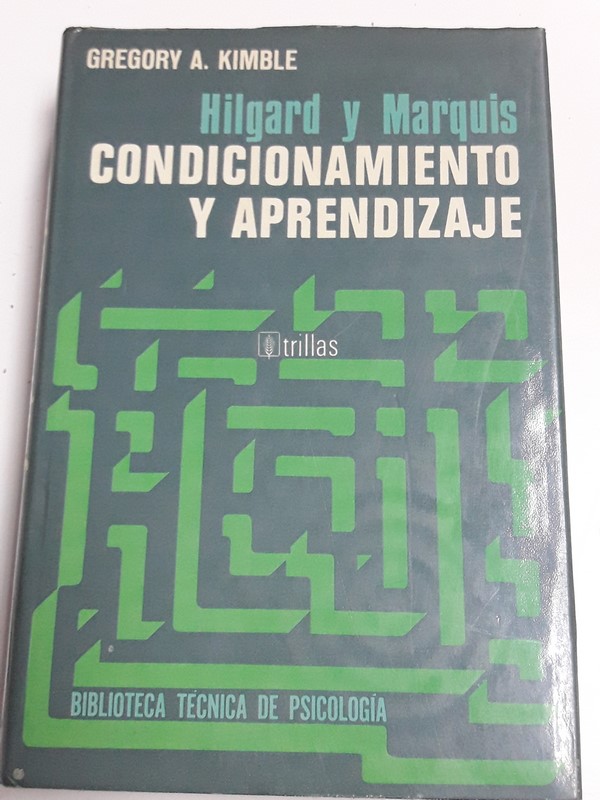 GREGORY A. KIMBLE
Hilgard y Marquis
CONDICIONAMIENTO
Y APRENDIZAJE
trillas
BIBLIOTECA TÉCNICA DE PSICOLOGÍA